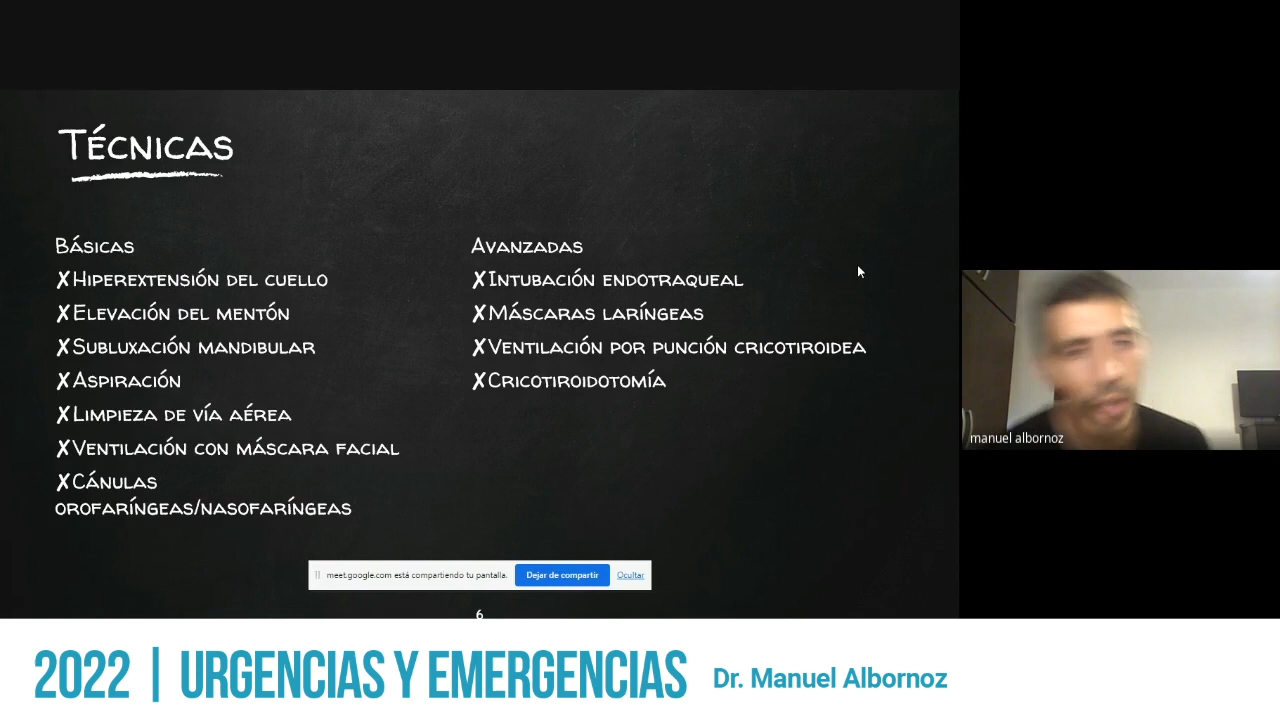 Técnicas
Básicas
✗Hiperextensión del cuello
✗Elevación del mentón
✗Subluxación mandibular
✗Aspiración
✗Limpieza de vía aérea
✗Ventilación con máscara facial
✗Cánulas
orofaríngeas/nasofaríngeas
Avanzadas
✗Intubación endotraqueal
✗Máscaras laríngeas
✗Ventilación por punción cricotiroidea
✗Cricotiroidotomía
manuel albornoz
meet.google.com está compartiendo tu pantalla. Dejar de compartir Ocultar
6
2022 | URGENCIAS Y EMERGENCIAS Dr. Manuel Albornoz